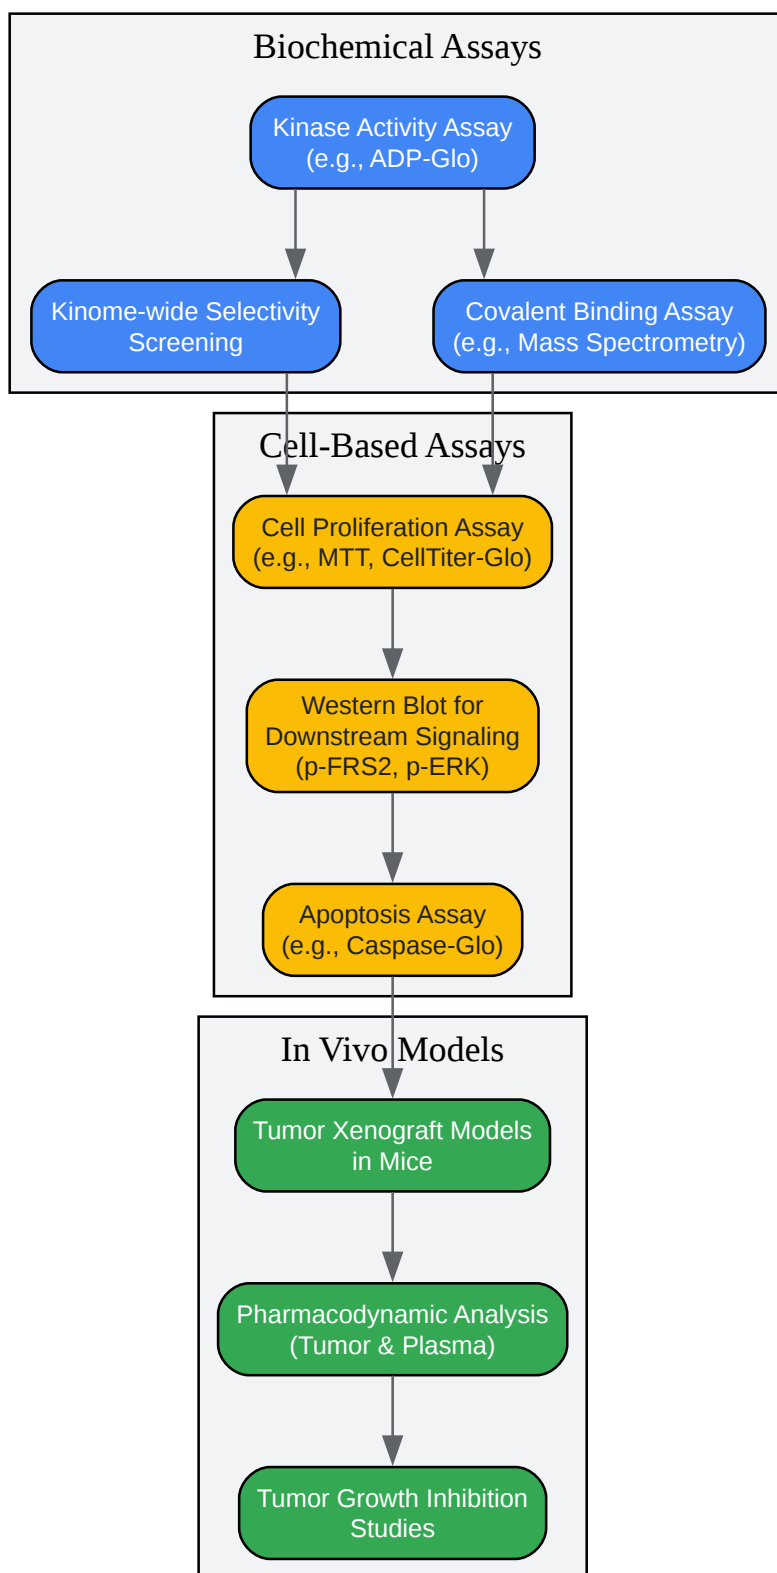 Biochemical Assays
Kinase Activity Assay
(e.g., ADP-Glo)
Kinome-wide Selectivity
Screening
Covalent Binding Assay
(e.g., Mass Spectrometry)
Cell-Based Assays
Cell Proliferation Assay
(e.g., MTT, CellTiter-Glo)
Western Blot for
Downstream Signaling
(p-FRS2, p-ERK)
Apoptosis Assay
(e.g., Caspase-Glo)
In Vivo Models
Tumor Xenograft Models
in Mice
Pharmacodynamic Analysis
(Tumor & Plasma)
Tumor Growth Inhibition
Studies